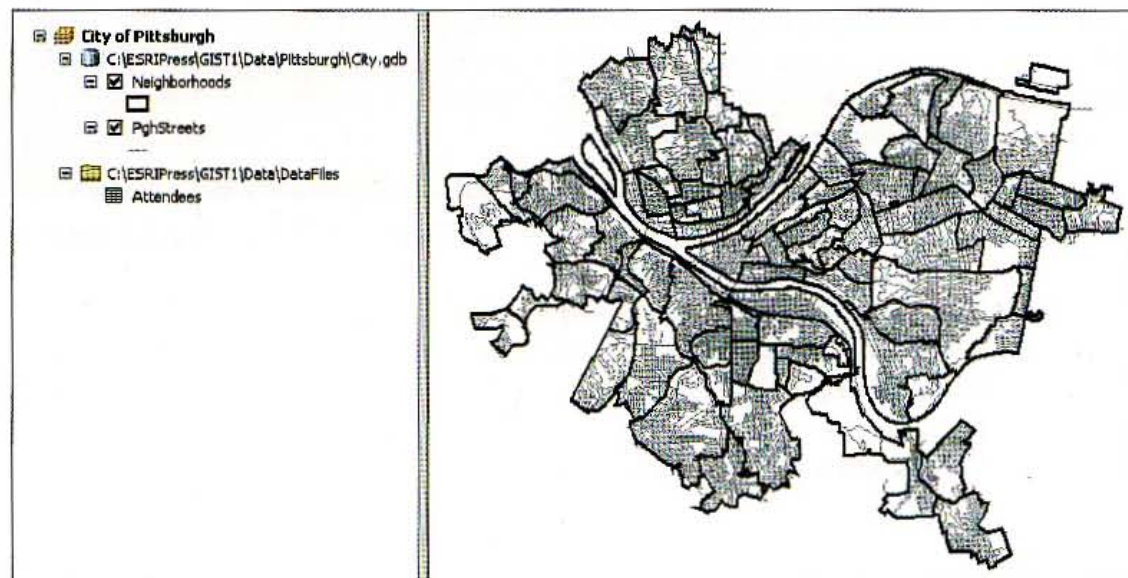 City of Pittsburgh
C:\ESRIPress\GIST1\Data\Pittsburgh\City.gdb
Neighborhoods
PghStreets
C:\ESRIPress\GIST1\Data\DataFiles
Attendees